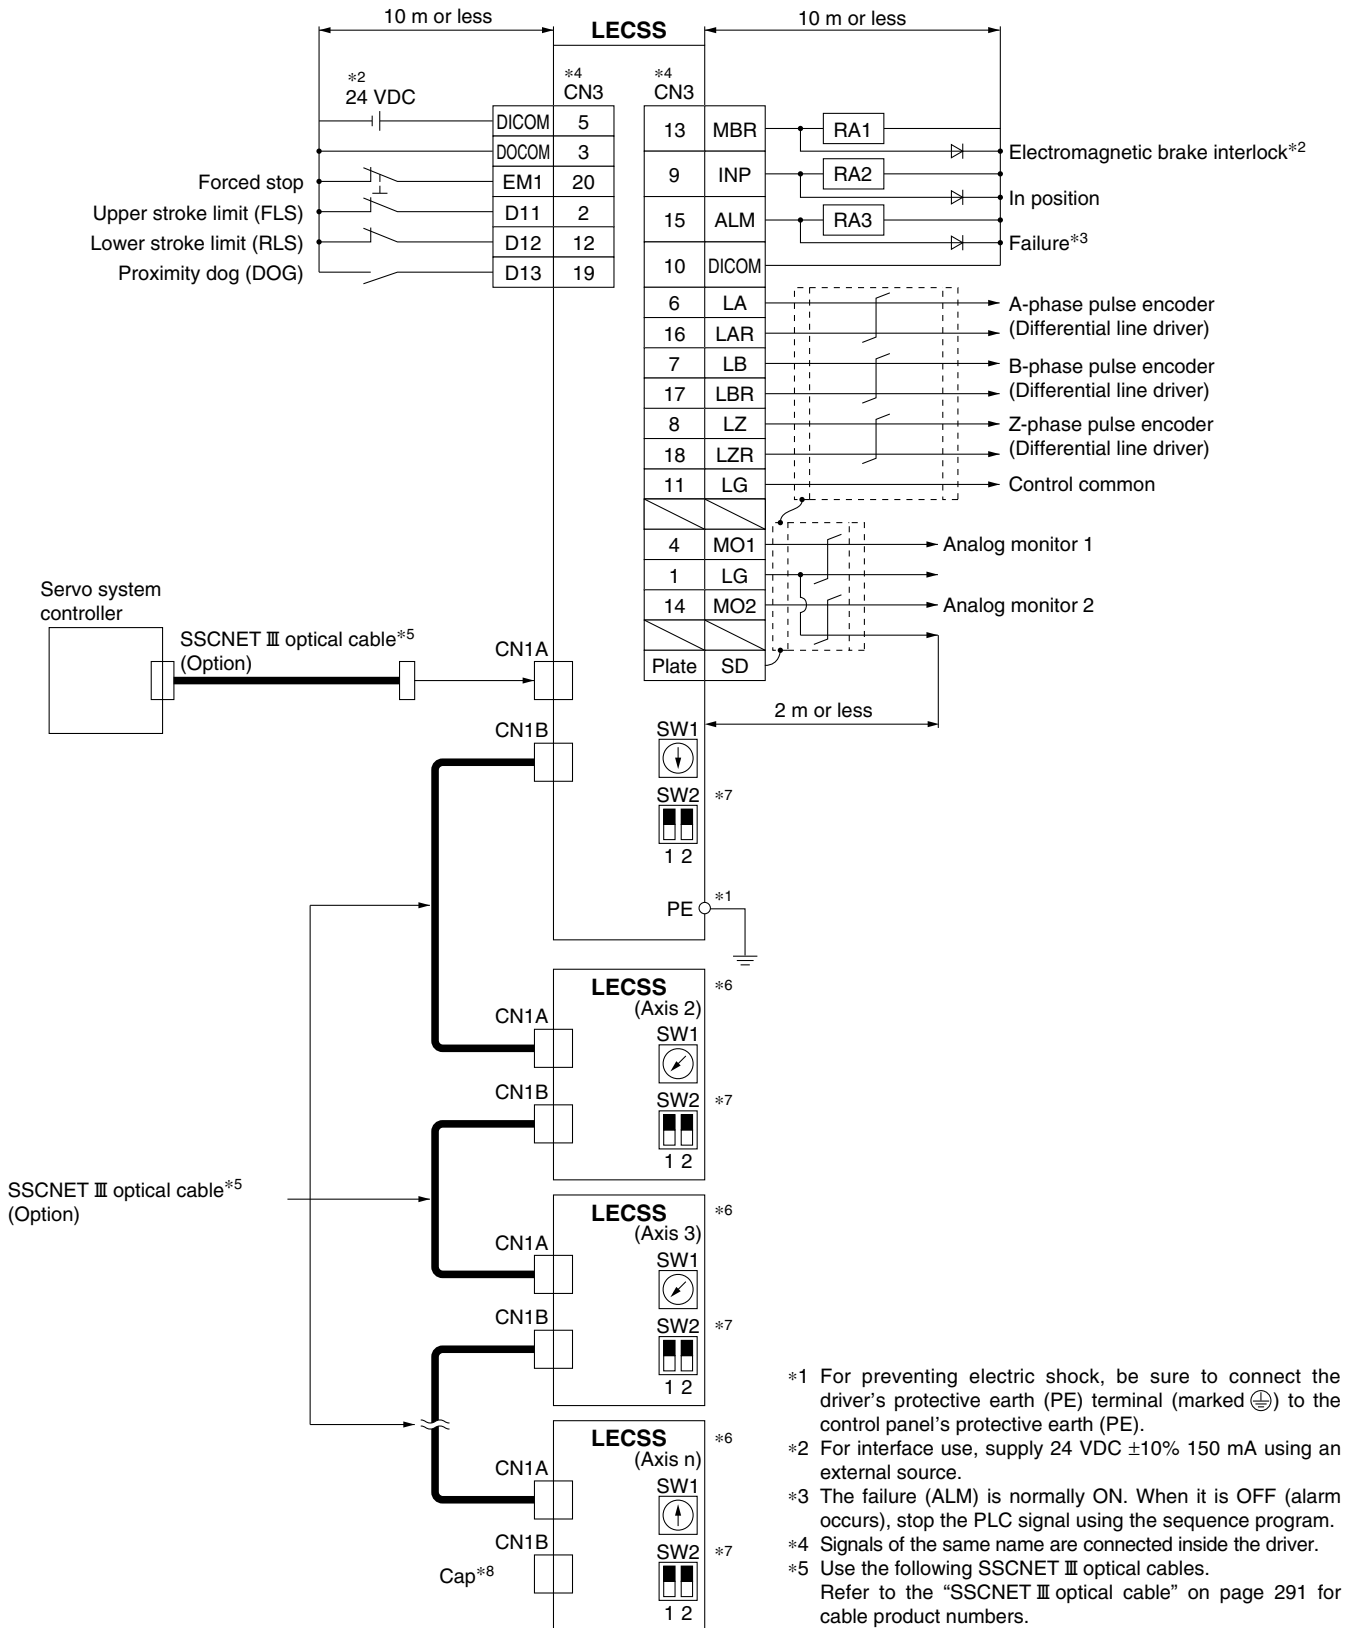 10 m or less
LECSS
10 m or less
*2
24 VDC
*4
CN3
*4
CN3
DICOM 5
DOCOM 3
Forced stop EM1 20
Upper stroke limit (FLS) D11 2
Lower stroke limit (RLS) D12 12
Proximity dog (DOG) D13 19
13 MBR RA1
Electromagnetic brake interlock*2
9 INP RA2
In position
15 ALM RA3
Failure*3
10 DICOM
6 LA A-phase pulse encoder
16 LAR (Differential line driver)
7 LB B-phase pulse encoder
17 LBR (Differential line driver)
8 LZ Z-phase pulse encoder
18 LZR (Differential line driver)
11 LG Control common
4 MO1 Analog monitor 1
1 LG
14 MO2 Analog monitor 2
Plate SD
2 m or less
Servo system
controller
SSCNET Ⅲ optical cable*5
(Option)
CN1A
CN1B
SW1
SW2 *7
1 2
PE *1
LECSS *6
(Axis 2)
CN1A
SW1
CN1B
SW2 *7
1 2
SSCNET Ⅲ optical cable*5
(Option)
LECSS *6
(Axis 3)
CN1A
SW1
CN1B
SW2 *7
1 2
LECSS *6
(Axis n)
CN1A
SW1
CN1B
Cap*8
SW2 *7
1 2
*1 For preventing electric shock, be sure to connect the
driver's protective earth (PE) terminal (marked ⏚) to the
control panel's protective earth (PE).
*2 For interface use, supply 24 VDC ±10% 150 mA using an
external source.
*3 The failure (ALM) is normally ON. When it is OFF (alarm
occurs), stop the PLC signal using the sequence program.
*4 Signals of the same name are connected inside the driver.
*5 Use the following SSCNET Ⅲ optical cables.
Refer to the “SSCNET Ⅲ optical cable” on page 291 for
cable product numbers.